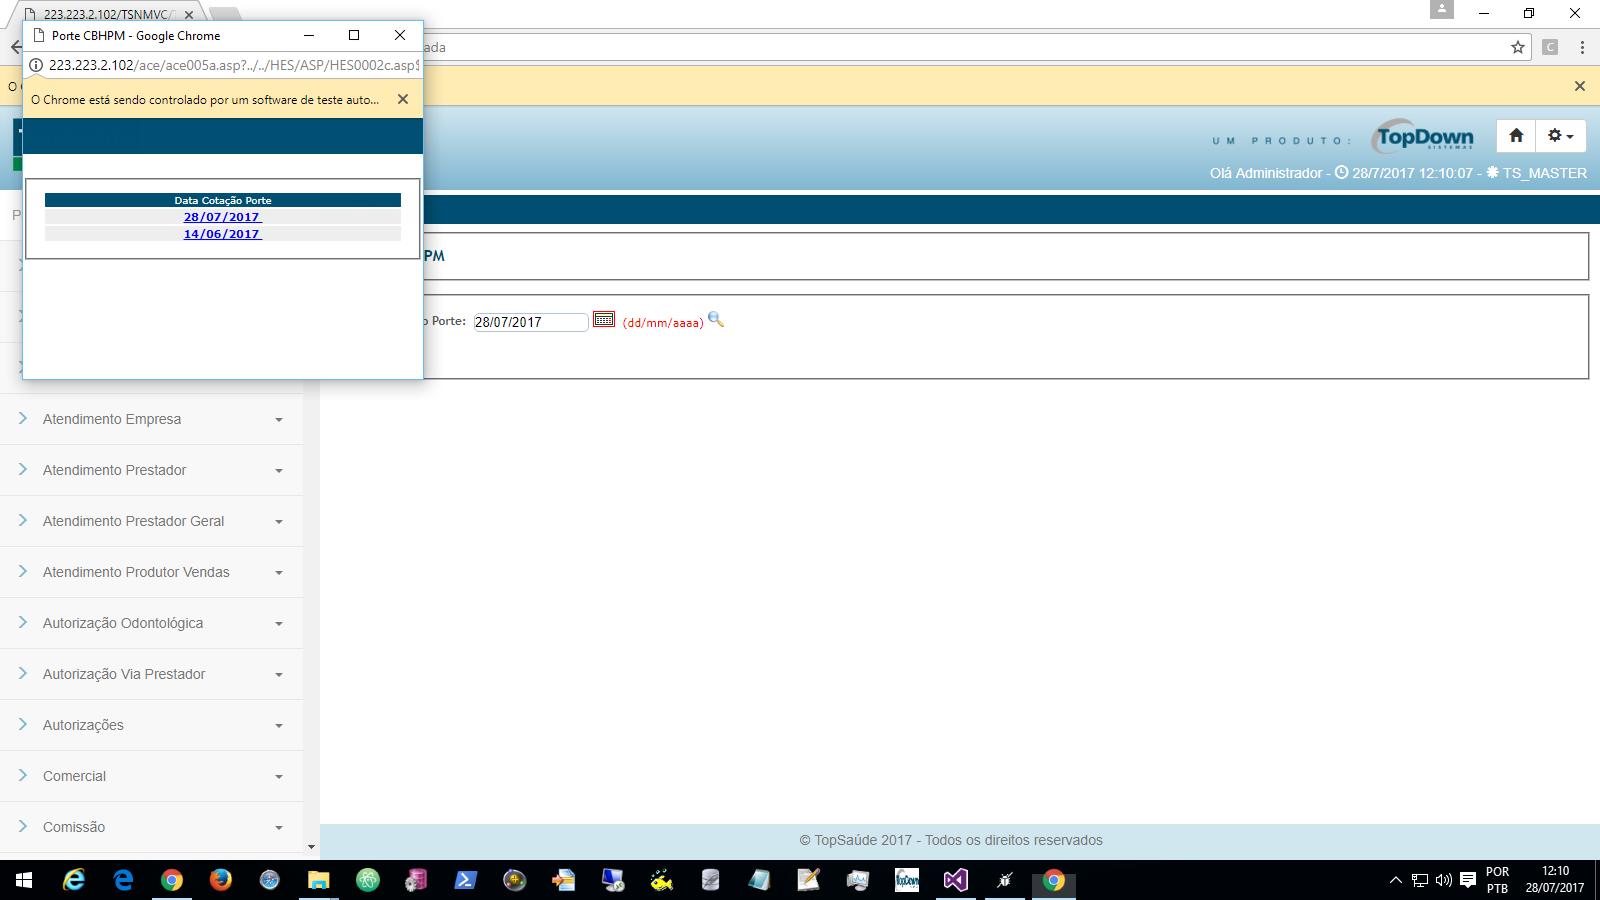 223.223.2.102/TSNMVC/
Porte CBHPM - Google Chrome
ada
223.223.2.102/ace/ace005a.asp?../../HES/ASP/HES0002c.asp
O Chrome está sendo controlado por um software de teste auto...
UM PRODUTO:
TopDown
SISTEMAS
Olá Administrador - 28/7/2017 12:10:07 - TS_MASTER
Data Cotação Porte
28/07/2017
14/06/2017
PM
o Porte: 28/07/2017 (dd/mm/aaaa)
Atendimento Empresa
Atendimento Prestador
Atendimento Prestador Geral
Atendimento Produtor Vendas
Autorização Odontológica
Autorização Via Prestador
Autorizações
Comercial
Comissão
© TopSaúde 2017 - Todos os direitos reservados
TopDown
POR
PTB
12:10
28/07/2017